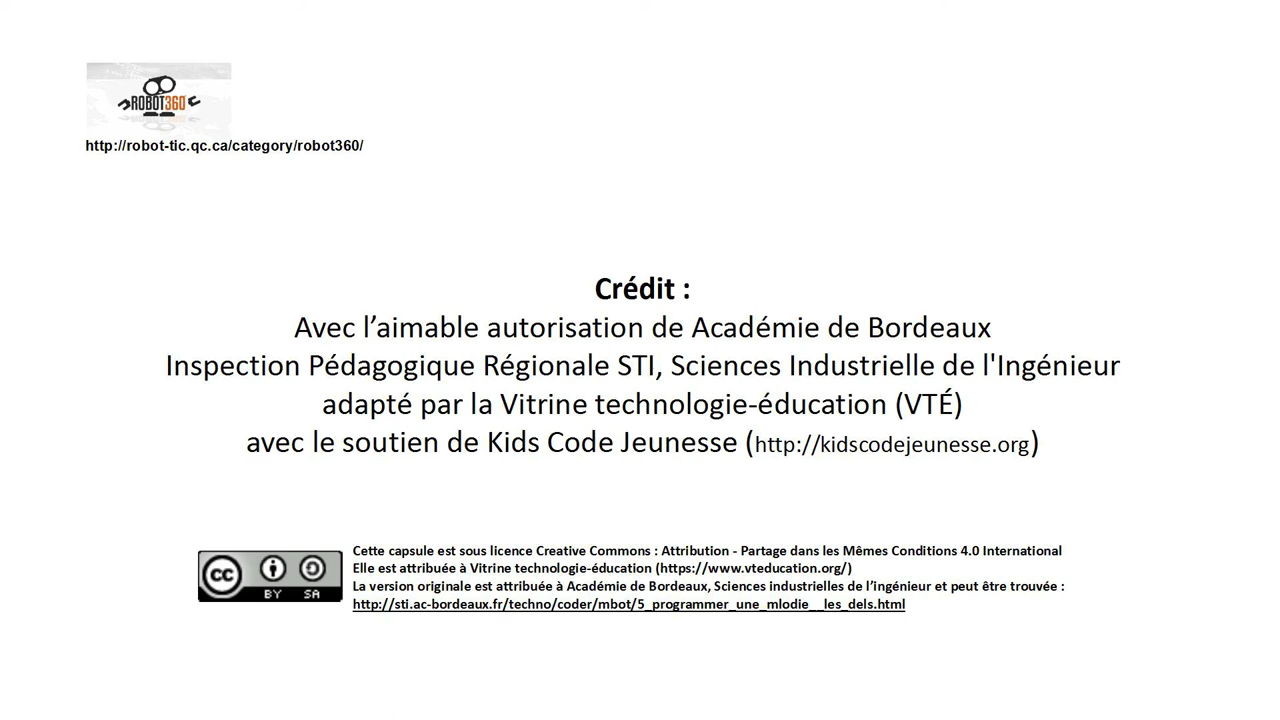 ROBOT360
http://robot-tic.qc.ca/category/robot360/
Crédit :
Avec l’aimable autorisation de Académie de Bordeaux
Inspection Pédagogique Régionale STI, Sciences Industrielle de l'Ingénieur
adapté par la Vitrine technologie-éducation (VTÉ)
avec le soutien de Kids Code Jeunesse (http://kidscodejeunesse.org)
Cette capsule est sous licence Creative Commons : Attribution - Partage dans les Mêmes Conditions 4.0 International
Elle est attribuée à Vitrine technologie-éducation (https://www.vteducation.org/)
La version originale est attribuée à Académie de Bordeaux, Sciences industrielles de l’ingénieur et peut être trouvée :
http://sti.ac-bordeaux.fr/techno/coder/mbot/5_programmer_une_mlodie__les_dels.html
cc
BY SA